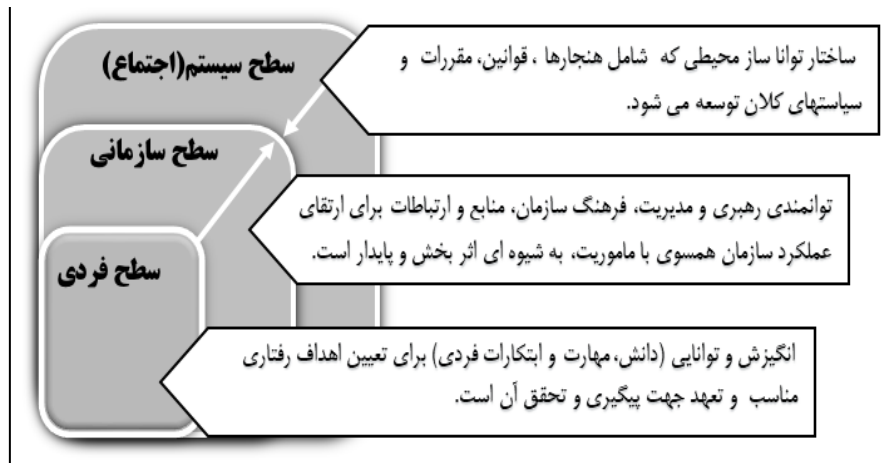 سطح سیستم(اجتماع)
ساختار توانا ساز محیطی که شامل هنجارها ، قوانین، مقررات و
سیاستهای کلان توسعه می شود.
سطح سازمانی
توانمندی رهبری و مدیریت، فرهنگ سازمان، منابع و ارتباطات برای ارتقای
عملکرد سازمان همسوی با ماموریت، به شیوه ای اثر بخش و پایدار است.
سطح فردی
انگیزش و توانایی (دانش، مهارت و ابتکارات فردی) برای تعیین اهداف رفتاری
مناسب و تعهد جهت پیگیری و تحقق آن است.